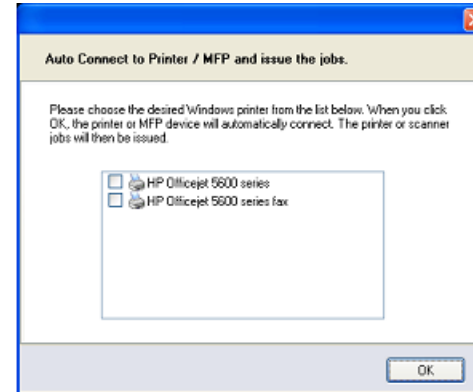 Auto Connect to Printer / MFP and issue the jobs.
Please choose the desired Windows printer from the list below. When you click
OK, the printer or MFP device will automatically connect. The printer or scanner
jobs will then be issued.
HP Officejet 5600 series
HP Officejet 5600 series fax
OK